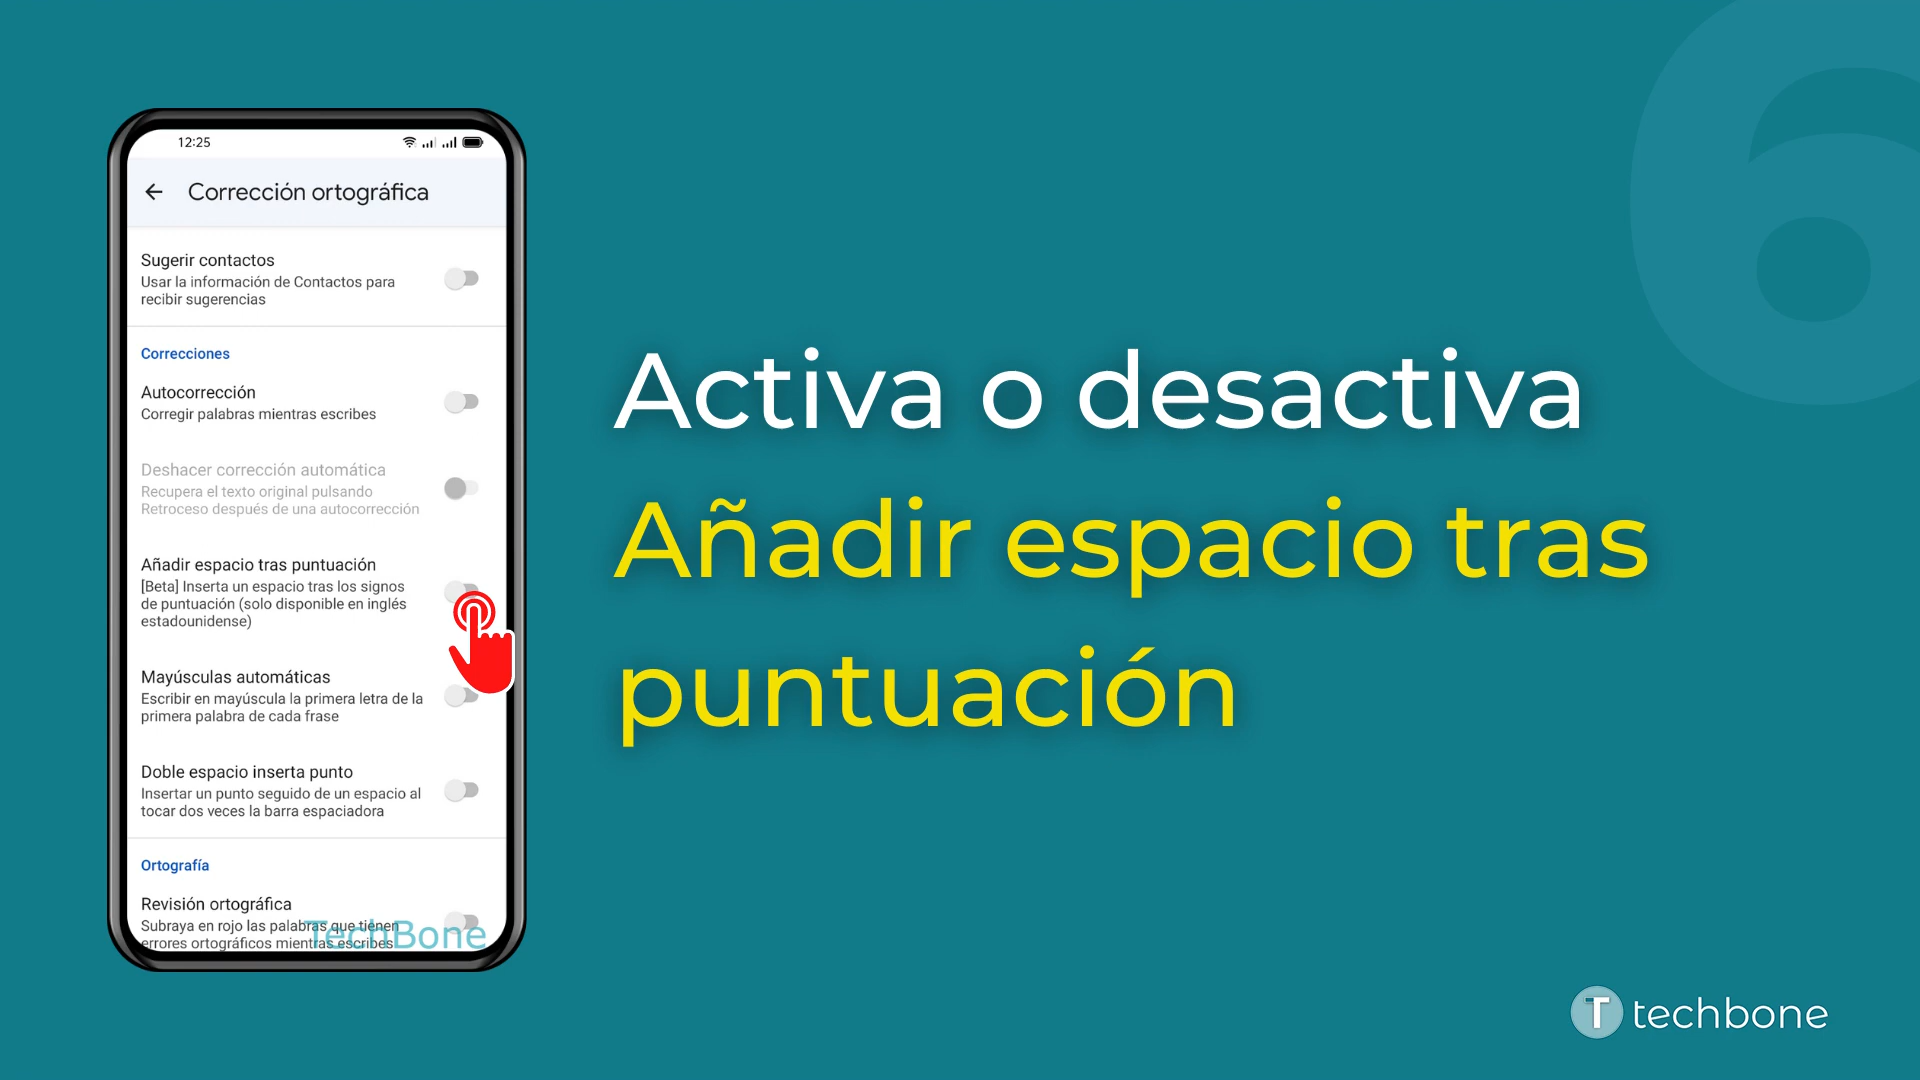 6
12:25
Corrección ortográfica
Sugerir contactos
Usar la información de Contactos para
recibir sugerencias
Correcciones
Autocorrección
Corregir palabras mientras escribes
Deshacer corrección automática
Recupera el texto original pulsando
Retroceso después de una autocorrección
Añadir espacio tras puntuación
[Beta] Inserta un espacio tras los signos
de puntuación (solo disponible en inglés
estadounidense)
Mayúsculas automáticas
Escribir en mayúscula la primera letra de la
primera palabra de cada frase
Doble espacio inserta punto
Insertar un punto seguido de un espacio al
tocar dos veces la barra espaciadora
Ortografía
Revisión ortográfica
Subraya en rojo las palabras que tienen
errores ortográficos mientras escribes
TechBone
Activa o desactiva
Añadir espacio tras
puntuación
T techbone